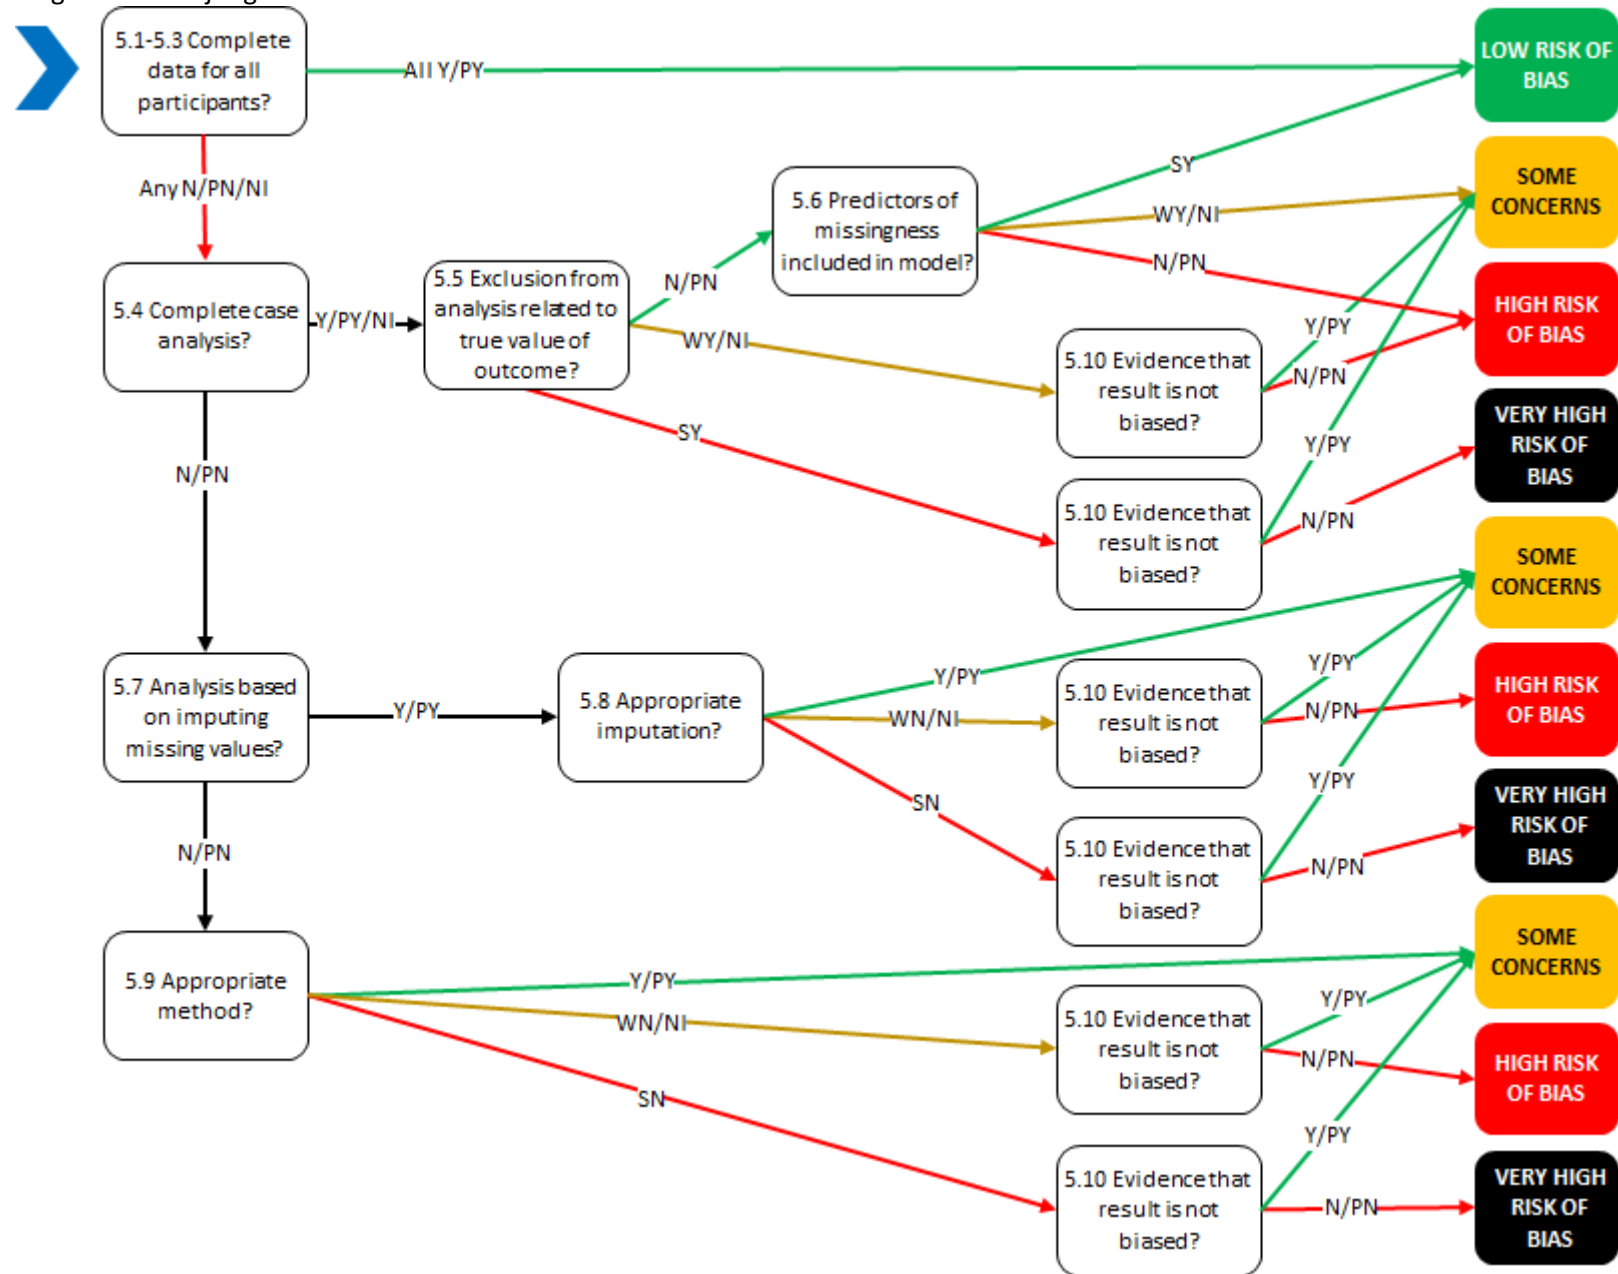 5.1-5.3 Complete
data for all
participants?
All Y/PY
LOW RISK OF
BIAS
Any N/PN/NI
5.4 Complete case
analysis?
Y/PY/NI
5.5 Exclusion from
analysis related to
true value of
outcome?
N/PN
5.6 Predictors of
missingness
included in model?
SY
WY/NI
N/PN
SOME
CONCERNS
HIGH RISK
OF BIAS
WY/NI
5.10 Evidence that
result is not
biased?
Y/PY
N/PN
SY
5.10 Evidence that
result is not
biased?
Y/PY
N/PN
VERY HIGH
RISK OF
BIAS
N/PN
5.7 Analysis based
on imputing
missing values?
Y/PY
5.8 Appropriate
imputation?
Y/PY
SOME
CONCERNS
WN/NI
5.10 Evidence that
result is not
biased?
Y/PY
N/PN
HIGH RISK
OF BIAS
SN
5.10 Evidence that
result is not
biased?
Y/PY
N/PN
VERY HIGH
RISK OF
BIAS
N/PN
5.9 Appropriate
method?
Y/PY
SOME
CONCERNS
WN/NI
5.10 Evidence that
result is not
biased?
Y/PY
N/PN
HIGH RISK
OF BIAS
SN
5.10 Evidence that
result is not
biased?
Y/PY
N/PN
VERY HIGH
RISK OF
BIAS